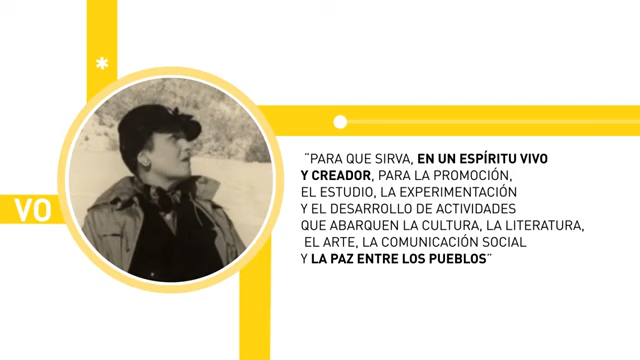 *
VO
¨PARA QUE SIRVA, EN UN ESPÍRITU VIVO
Y CREADOR, PARA LA PROMOCIÓN,
EL ESTUDIO, LA EXPERIMENTACIÓN
Y EL DESARROLLO DE ACTIVIDADES
QUE ABARQUEN LA CULTURA, LA LITERATURA,
EL ARTE, LA COMUNICACIÓN SOCIAL
Y LA PAZ ENTRE LOS PUEBLOS¨